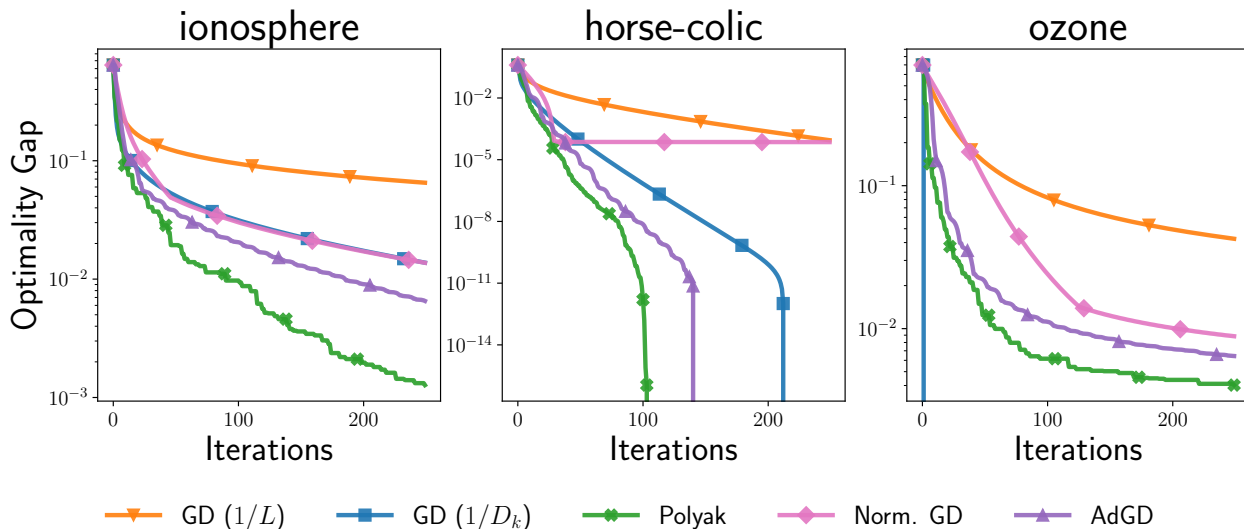 ionosphere
horse-colic
ozone
Optimality Gap
10⁻¹
10⁻²
10⁻³
0
100
200
Iterations
10⁻²
10⁻⁵
10⁻⁸
10⁻¹¹
10⁻¹⁴
0
100
200
Iterations
10⁻¹
10⁻²
0
100
200
Iterations
GD (1/L) GD (1/Dₖ) Polyak Norm. GD AdGD